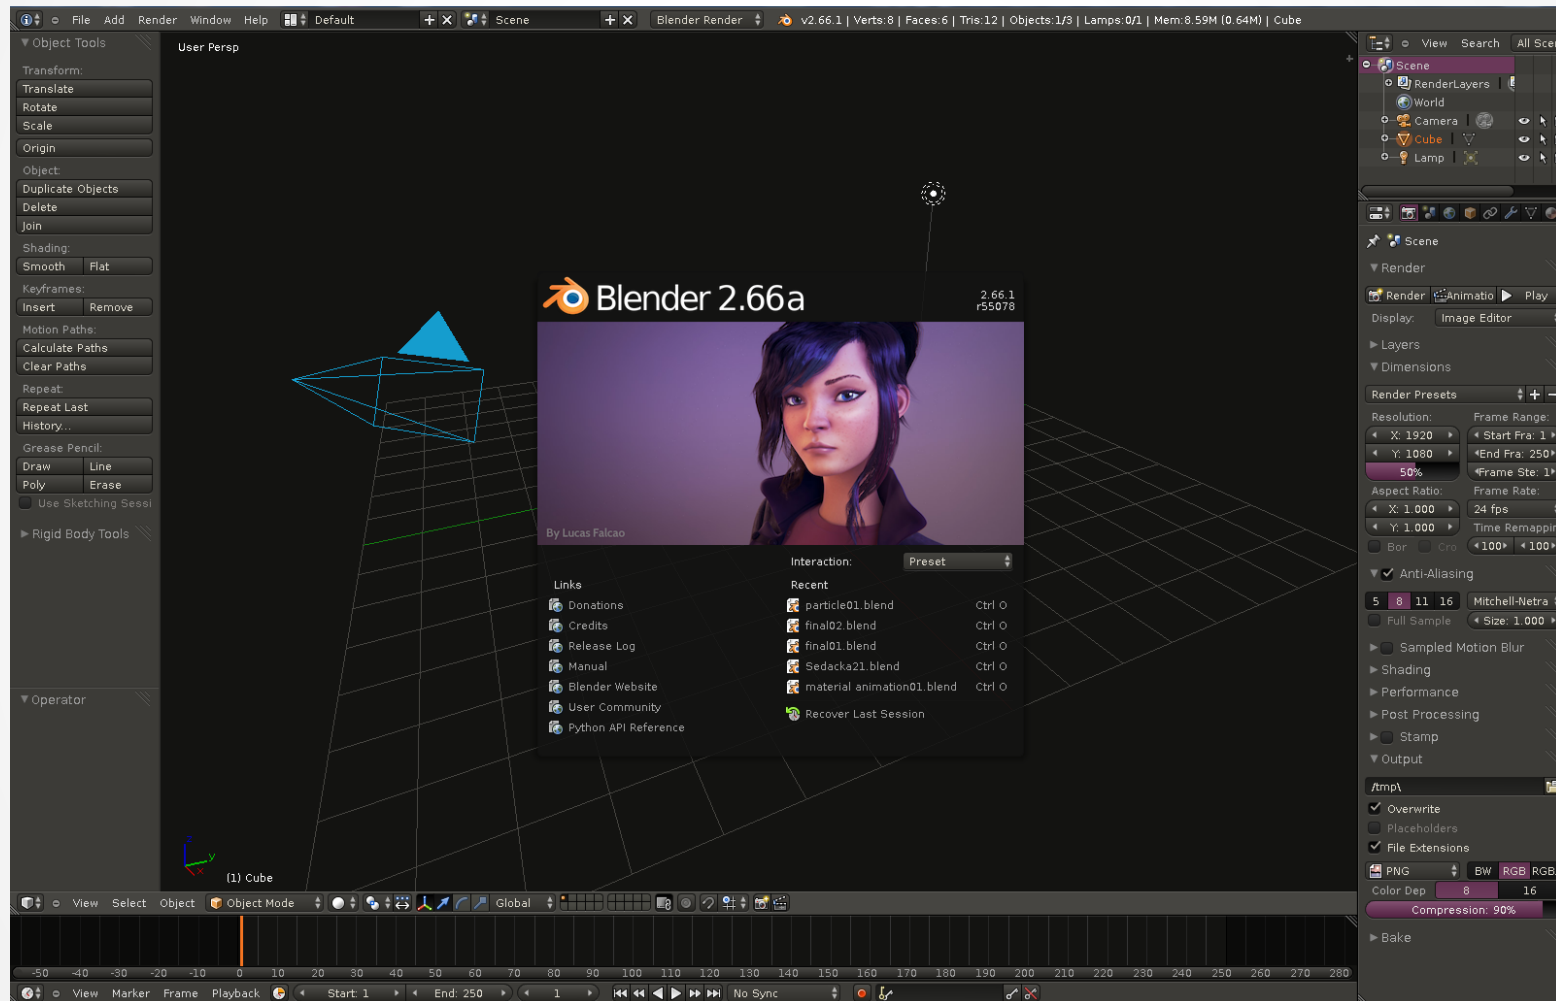 File Add Render Window Help Default Scene Blender Render v2.66.1 | Verts:8 | Faces:6 | Tris:12 | Objects:1/3 | Lamps:0/1 | Mem:8.59M (0.64M) | Cube
Object Tools
Transform:
Translate
Rotate
Scale
Origin
Object:
Duplicate Objects
Delete
Join
Shading:
Smooth Flat
Keyframes:
Insert Remove
Motion Paths:
Calculate Paths
Clear Paths
Repeat:
Repeat Last
History...
Grease Pencil:
Draw Line
Poly Erase
Use Sketching Sessi
Rigid Body Tools
Operator
User Persp
Blender 2.66a
2.66.1
r55078
By Lucas Falcao
Interaction: Preset
Links
Donations
Credits
Release Log
Manual
Blender Website
User Community
Python API Reference
Recent
particle01.blend Ctrl O
final02.blend Ctrl O
final01.blend Ctrl O
Sedacka21.blend Ctrl O
material animation01.blend Ctrl O
Recover Last Session
z
y
x
(1) Cube
View Select Object Object Mode Global
-50 -40 -30 -20 -10 0 10 20 30 40 50 60 70 80 90 100 110 120 130 140 150 160 170 180 190 200 210 220 230 240 250 260 270 280
View Marker Frame Playback Start: 1 End: 250 1 No Sync
View Search All Sce
Scene
RenderLayers
World
Camera
Cube
Lamp
Scene
Render
Render Animatio Play
Display: Image Editor
Layers
Dimensions
Render Presets
Resolution: Frame Range:
X: 1920 Start Fra: 1
Y: 1080 End Fra: 250
50% Frame Ste: 1
Aspect Ratio: Frame Rate:
X: 1.000 24 fps
Y: 1.000 Time Remappin
Bor Cro 100 100
Anti-Aliasing
5 8 11 16 Mitchell-Netra
Full Sample Size: 1.000
Sampled Motion Blur
Shading
Performance
Post Processing
Stamp
Output
/tmp\
Overwrite
Placeholders
File Extensions
PNG BW RGB RGB
Color Dep 8 16
Compression: 90%
Bake